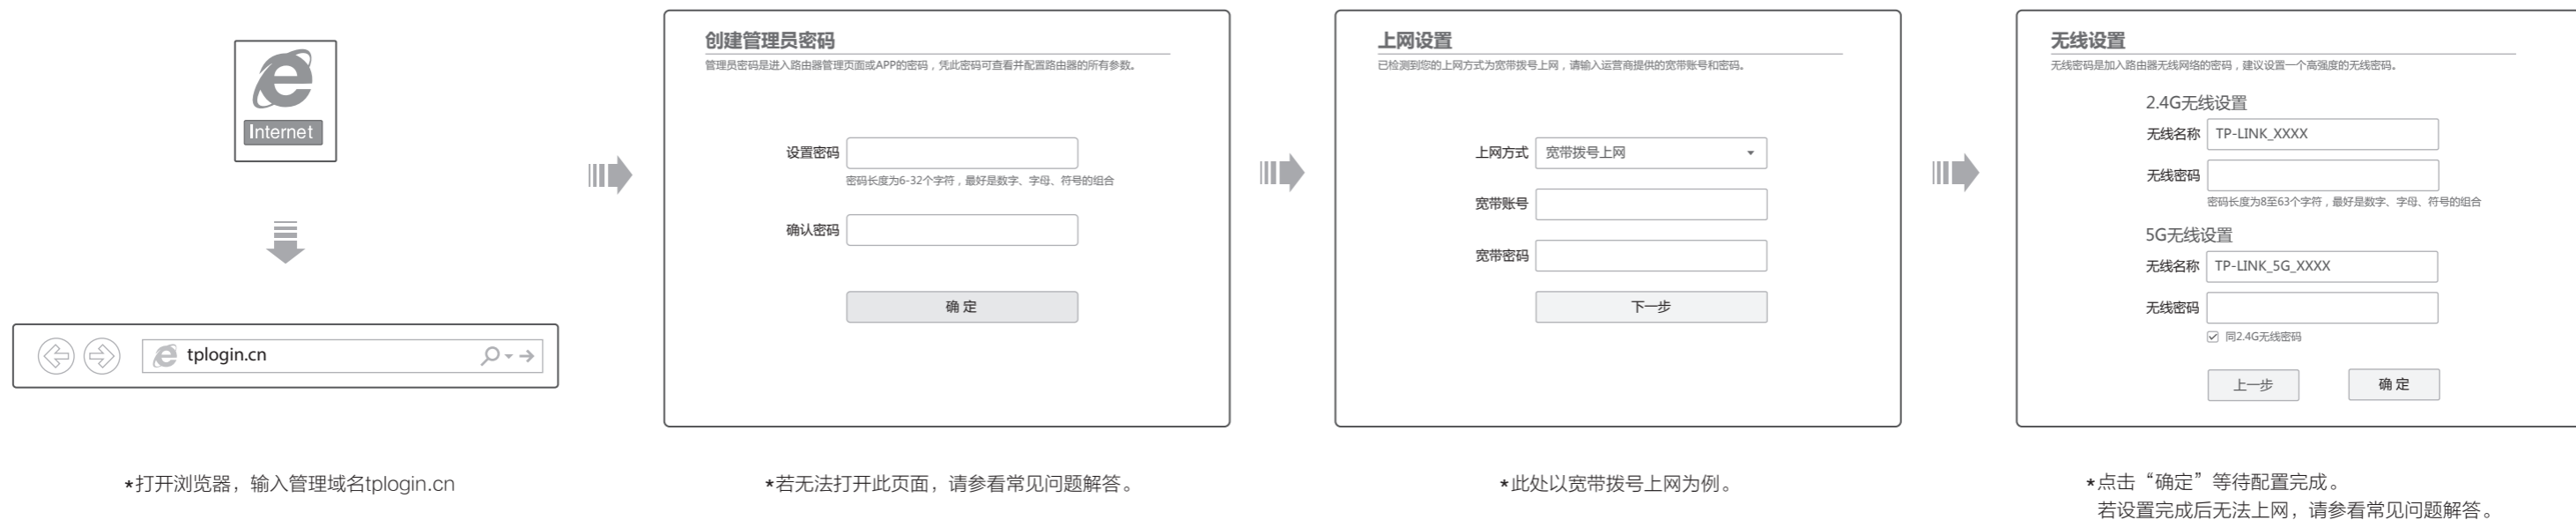 Internet
tplogin.cn
*打开浏览器，输入管理域名tplogin.cn
创建管理员密码
管理员密码是进入路由器管理页面或APP的密码，凭此密码可查看并配置路由器的所有参数。
设置密码
密码长度为6-32个字符，最好是数字、字母、符号的组合
确认密码
确 定
*若无法打开此页面，请参看常见问题解答。
上网设置
已检测到您的上网方式为宽带拨号上网，请输入运营商提供的宽带账号和密码。
上网方式 宽带拨号上网
宽带账号
宽带密码
下一步
*此处以宽带拨号上网为例。
无线设置
无线密码是加入路由器无线网络的密码，建议设置一个高强度的无线密码。
2.4G无线设置
无线名称 TP-LINK_XXXX
无线密码
密码长度为8至63个字符，最好是数字、字母、符号的组合
5G无线设置
无线名称 TP-LINK_5G_XXXX
无线密码
同2.4G无线密码
上一步 确 定
*点击“确定”等待配置完成。
若设置完成后无法上网，请参看常见问题解答。